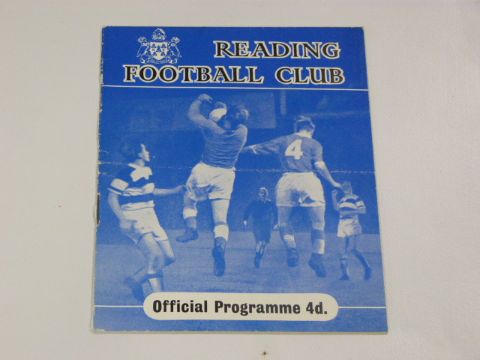 READING
FOOTBALL CLUB
4
Official Programme 4d.